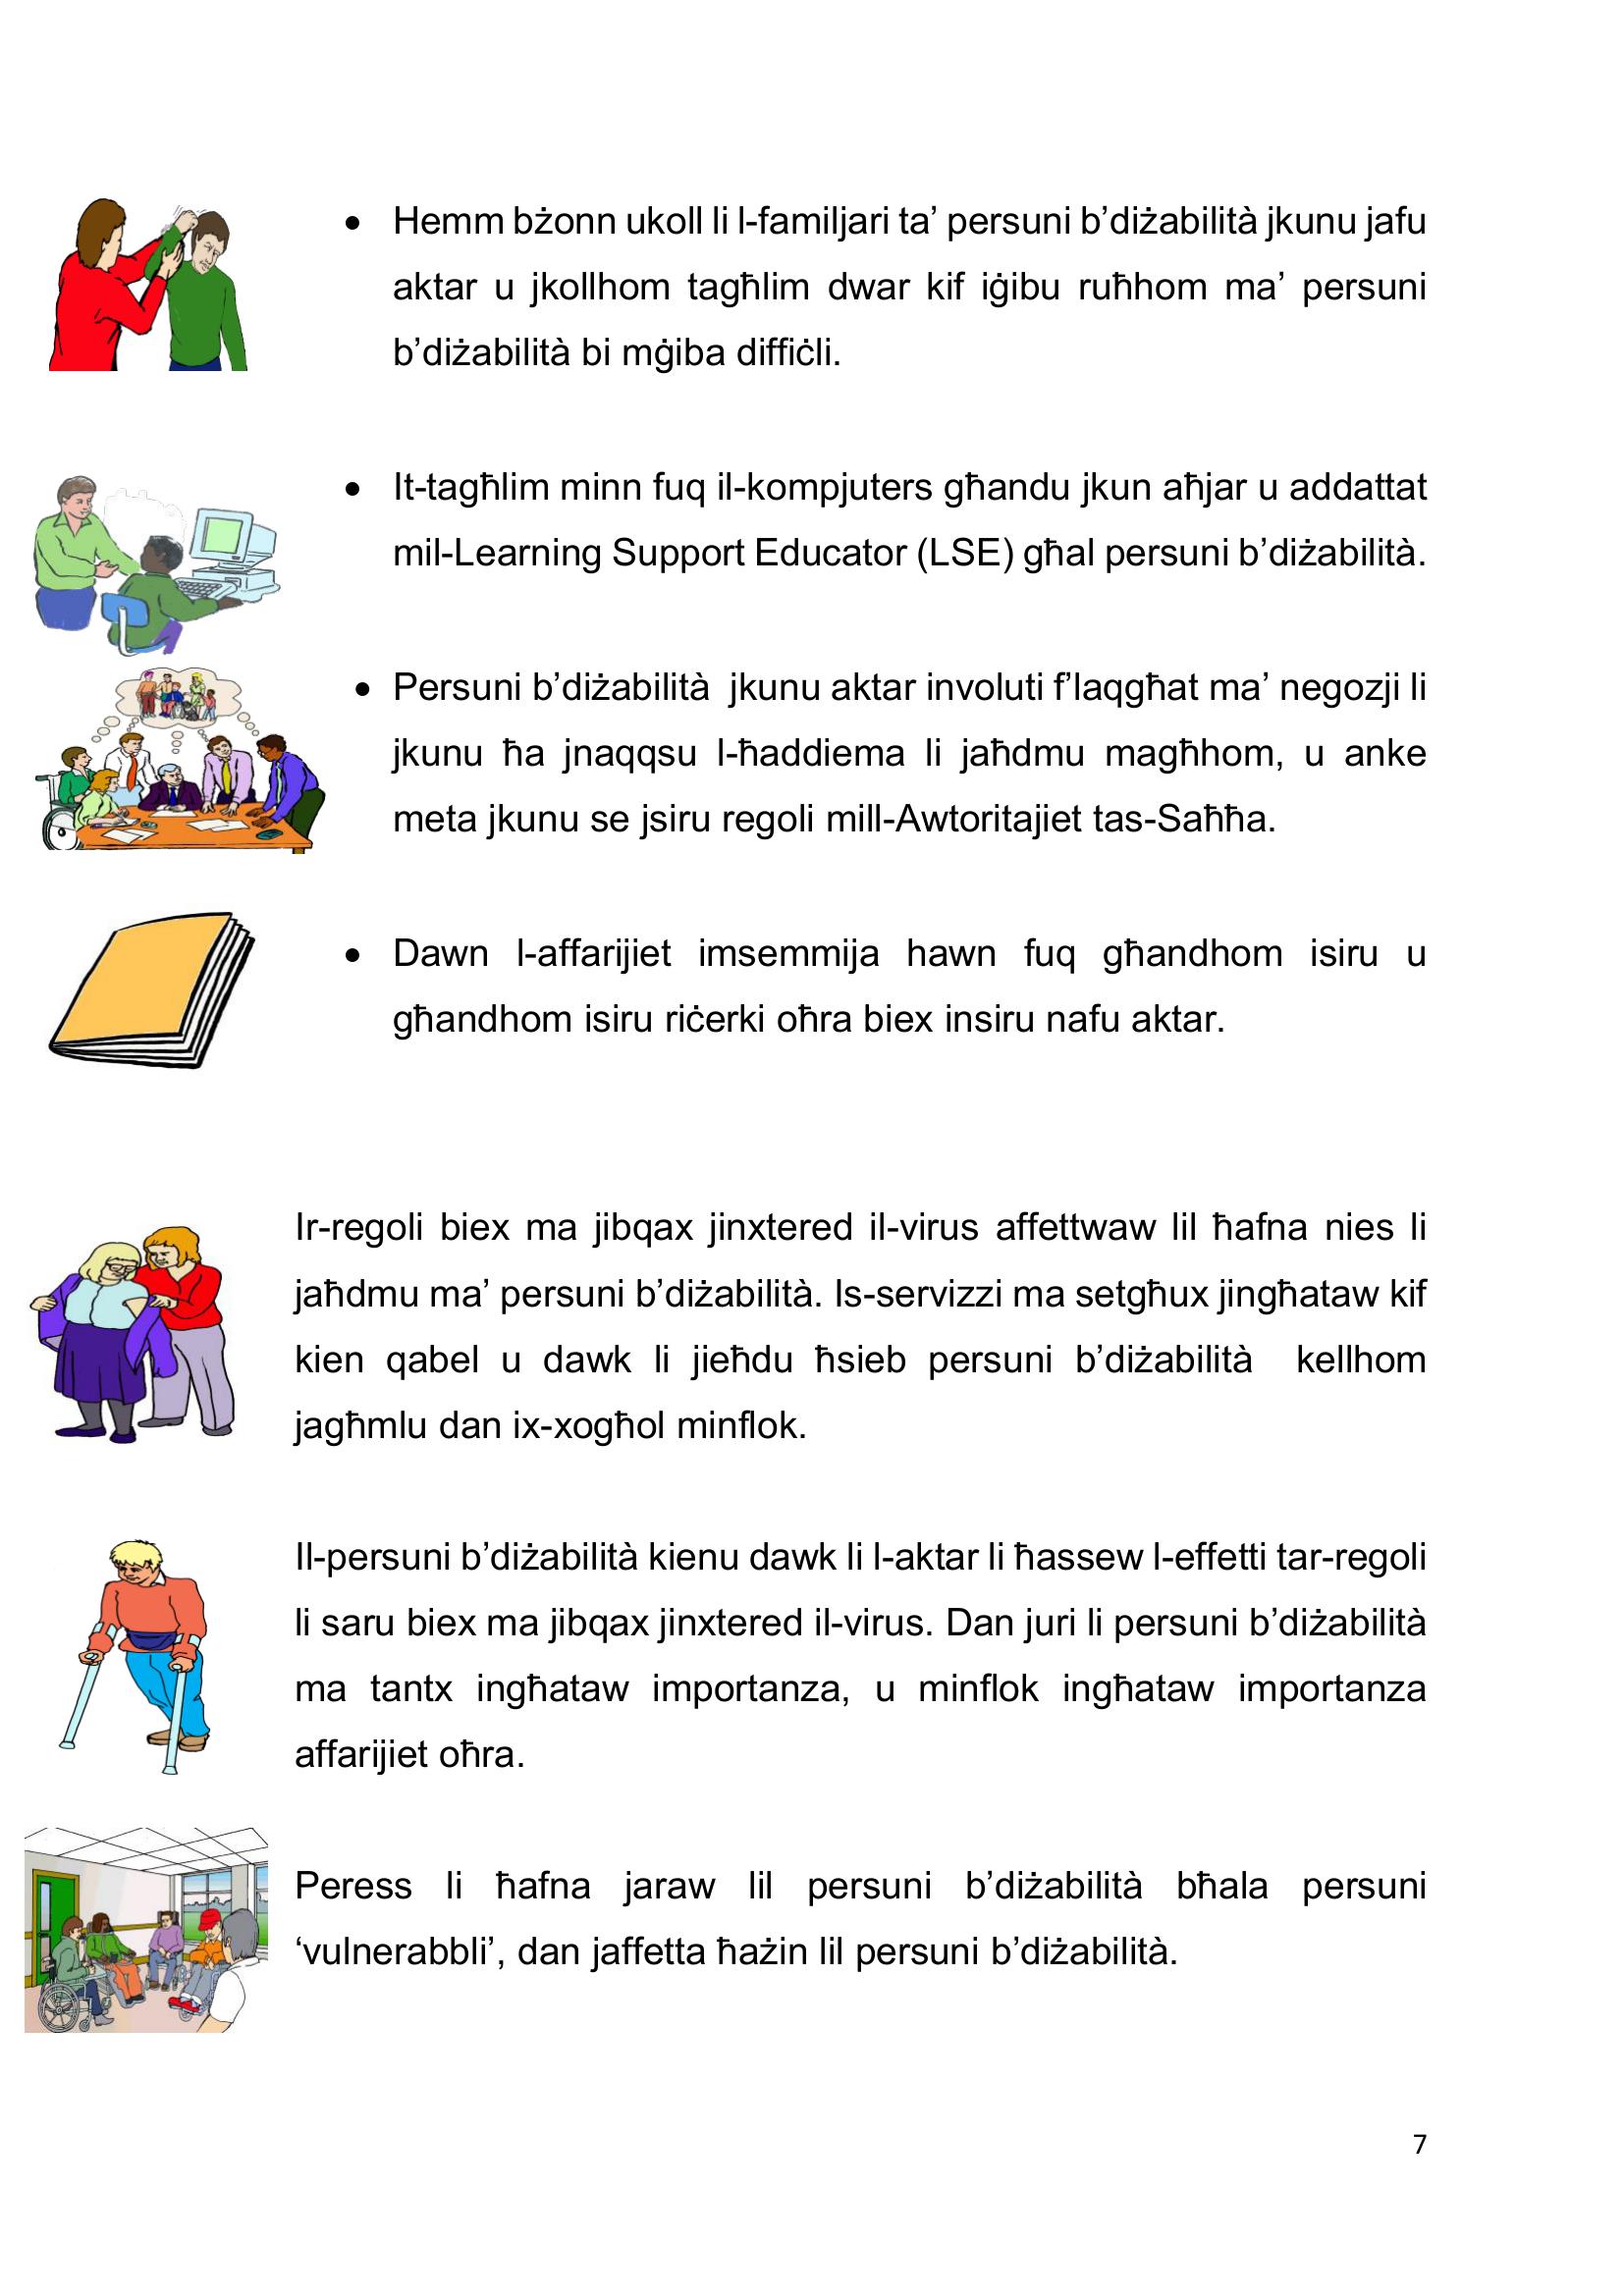 • Hemm bżonn ukoll li l-familjari ta’ persuni b’diżabilità jkunu jafu
aktar u jkollhom tagħlim dwar kif iġibu ruħhom ma’ persuni
b’diżabilità bi mġiba diffiċli.
• It-tagħlim minn fuq il-kompjuters għandu jkun aħjar u addattat
mil-Learning Support Educator (LSE) għal persuni b’diżabilità.
• Persuni b’diżabilità jkunu aktar involuti f’laqgħat ma’ negozji li
jkunu ħa jnaqqsu l-ħaddiema li jaħdmu magħhom, u anke
meta jkunu se jsiru regoli mill-Awtoritajiet tas-Saħħa.
• Dawn l-affarijiet imsemmija hawn fuq għandhom isiru u
għandhom isiru riċerki oħra biex insiru nafu aktar.
Ir-regoli biex ma jibqax jinxtered il-virus affettwaw lil ħafna nies li
jaħdmu ma’ persuni b’diżabilità. Is-servizzi ma setgħux jingħataw kif
kien qabel u dawk li jieħdu ħsieb persuni b’diżabilità kellhom
jagħmlu dan ix-xogħol minflok.
Il-persuni b’diżabilità kienu dawk li l-aktar li ħassew l-effetti tar-regoli
li saru biex ma jibqax jinxtered il-virus. Dan juri li persuni b’diżabilità
ma tantx ingħataw importanza, u minflok ingħataw importanza
affarijiet oħra.
Peress li ħafna jaraw lil persuni b’diżabilità bħala persuni
‘vulnerabbli’, dan jaffetta ħażin lil persuni b’diżabilità.
7